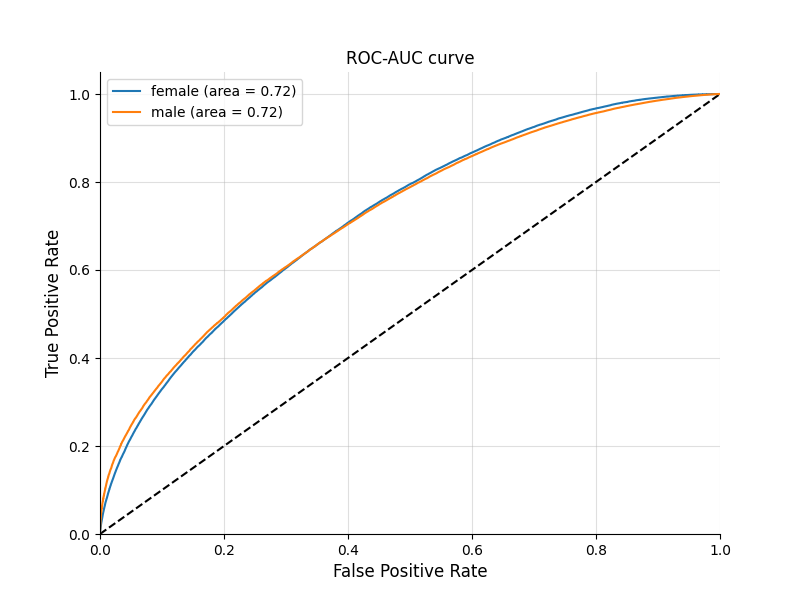 ROC-AUC curve
female (area = 0.72)
male (area = 0.72)
True Positive Rate
1.0
0.8
0.6
0.4
0.2
0.0
0.0 0.2 0.4 0.6 0.8 1.0
False Positive Rate